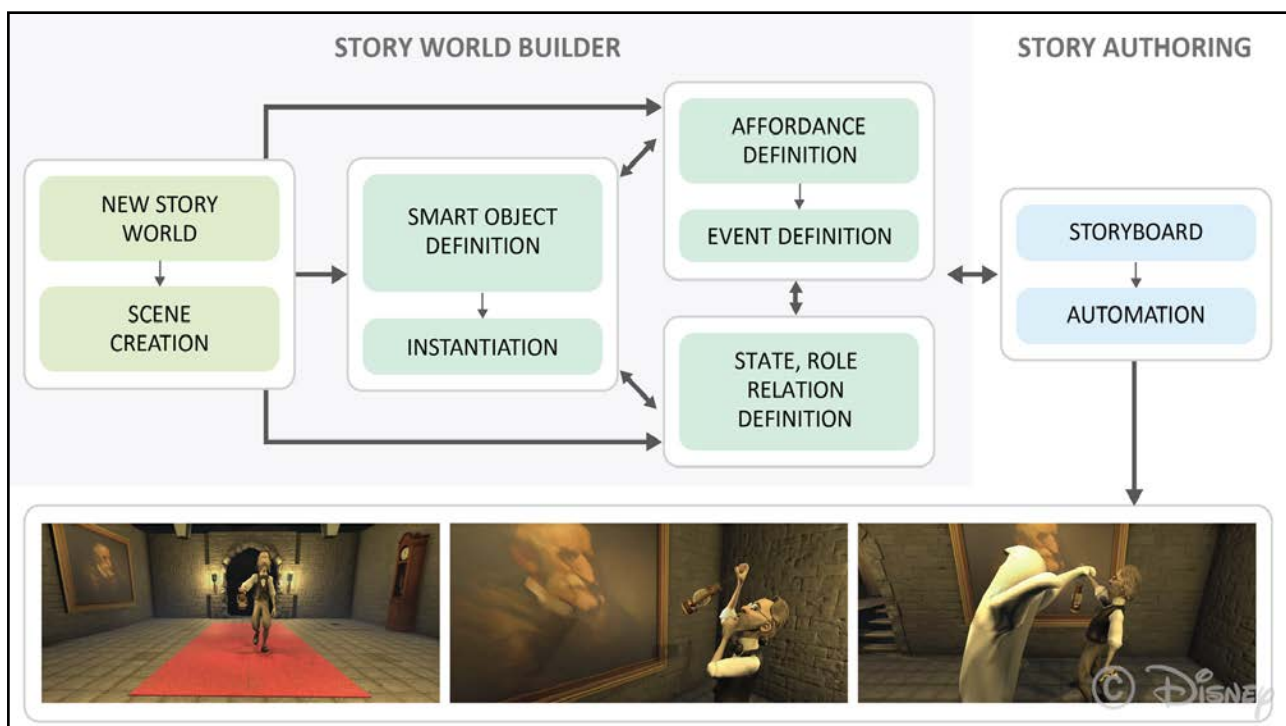 STORY WORLD BUILDER
STORY AUTHORING
NEW STORY
WORLD
SCENE
CREATION
SMART OBJECT
DEFINITION
INSTANTIATION
AFFORDANCE
DEFINITION
EVENT DEFINITION
STATE, ROLE
RELATION
DEFINITION
STORYBOARD
AUTOMATION
© DISNEY